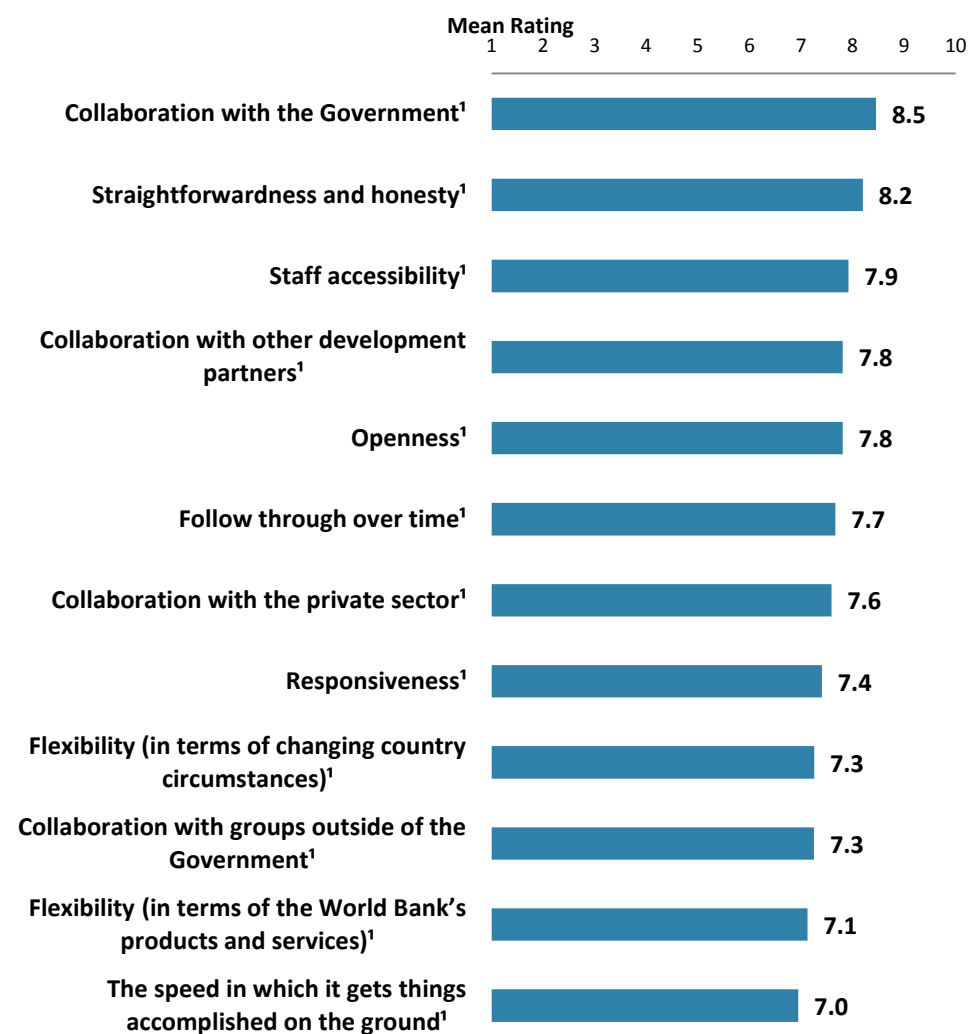 Mean Rating
1 2 3 4 5 6 7 8 9 10
Collaboration with the Government¹ 8.5
Straightforwardness and honesty¹ 8.2
Staff accessibility¹ 7.9
Collaboration with other development
partners¹ 7.8
Openness¹ 7.8
Follow through over time¹ 7.7
Collaboration with the private sector¹ 7.6
Responsiveness¹ 7.4
Flexibility (in terms of changing country
circumstances)¹ 7.3
Collaboration with groups outside of the
Government¹ 7.3
Flexibility (in terms of the World Bank’s
products and services)¹ 7.1
The speed in which it gets things
accomplished on the ground¹ 7.0